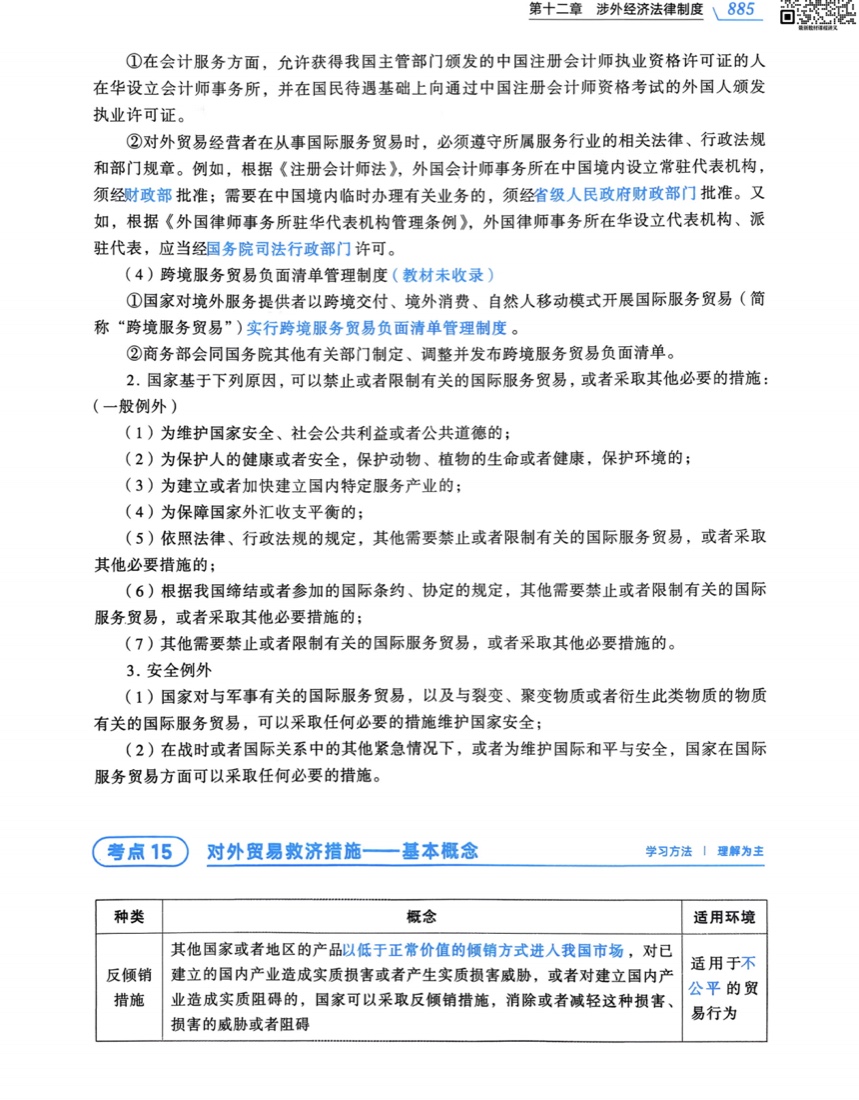 第十二章 涉外经济法律制度 885
扫码听教材课程讲义
①在会计服务方面，允许获得我国主管部门颁发的中国注册会计师执业资格许可证的人
在华设立会计师事务所，并在国民待遇基础上向通过中国注册会计师资格考试的外国人颁发
执业许可证。
②对外贸易经营者在从事国际服务贸易时，必须遵守所属服务行业的相关法律、行政法规
和部门规章。例如，根据《注册会计师法》，外国会计师事务所在中国境内设立常驻代表机构，
须经财政部批准；需要在中国境内临时办理有关业务的，须经省级人民政府财政部门批准。又
如，根据《外国律师事务所驻华代表机构管理条例》，外国律师事务所在华设立代表机构、派
驻代表，应当经国务院司法行政部门许可。
（4）跨境服务贸易负面清单管理制度（教材未收录）
①国家对境外服务提供者以跨境交付、境外消费、自然人移动模式开展国际服务贸易（简
称“跨境服务贸易”）实行跨境服务贸易负面清单管理制度。
②商务部会同国务院其他有关部门制定、调整并发布跨境服务贸易负面清单。
2. 国家基于下列原因，可以禁止或者限制有关的国际服务贸易，或者采取其他必要的措施：
（一般例外）
（1）为维护国家安全、社会公共利益或者公共道德的；
（2）为保护人的健康或者安全，保护动物、植物的生命或者健康，保护环境的；
（3）为建立或者加快建立国内特定服务产业的；
（4）为保障国家外汇收支平衡的；
（5）依照法律、行政法规的规定，其他需要禁止或者限制有关的国际服务贸易，或者采取
其他必要措施的；
（6）根据我国缔结或者参加的国际条约、协定的规定，其他需要禁止或者限制有关的国际
服务贸易，或者采取其他必要措施的；
（7）其他需要禁止或者限制有关的国际服务贸易，或者采取其他必要措施的。
3. 安全例外
（1）国家对与军事有关的国际服务贸易，以及与裂变、聚变物质或者衍生此类物质的物质
有关的国际服务贸易，可以采取任何必要的措施维护国家安全；
（2）在战时或者国际关系中的其他紧急情况下，或者为维护国际和平与安全，国家在国际
服务贸易方面可以采取任何必要的措施。
考点 15 对外贸易救济措施——基本概念 学习方法 | 理解为主
种类 概念 适用环境
反倾销
措施
其他国家或者地区的产品以低于正常价值的倾销方式进入我国市场，对已
建立的国内产业造成实质损害或者产生实质损害威胁，或者对建立国内产
业造成实质阻碍的，国家可以采取反倾销措施，消除或者减轻这种损害、
损害的威胁或者阻碍
适用于不
公平的贸
易行为